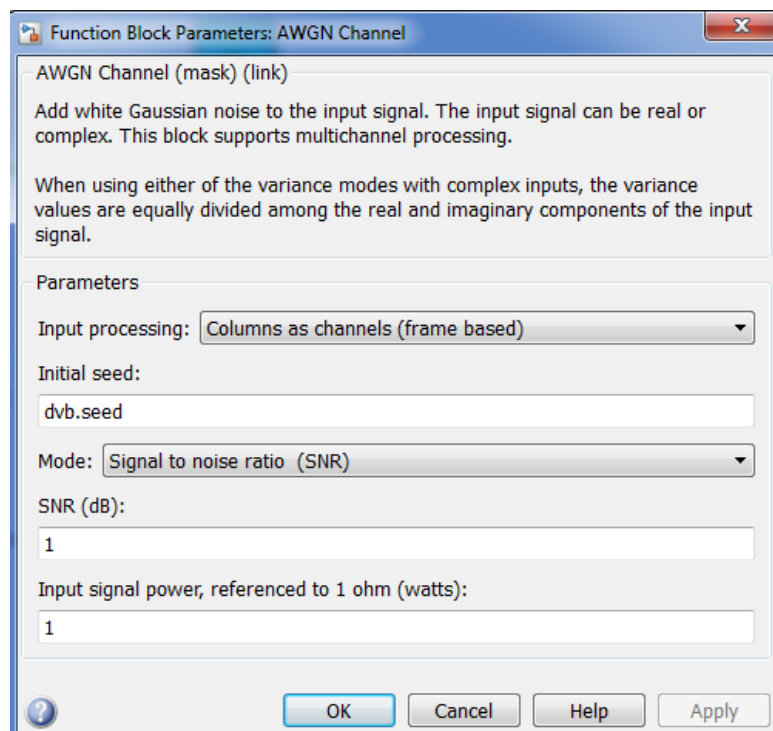 Function Block Parameters: AWGN Channel
AWGN Channel (mask) (link)
Add white Gaussian noise to the input signal. The input signal can be real or
complex. This block supports multichannel processing.
When using either of the variance modes with complex inputs, the variance
values are equally divided among the real and imaginary components of the input
signal.
Parameters
Input processing: Columns as channels (frame based)
Initial seed:
dvb.seed
Mode: Signal to noise ratio (SNR)
SNR (dB):
1
Input signal power, referenced to 1 ohm (watts):
1
OK Cancel Help Apply